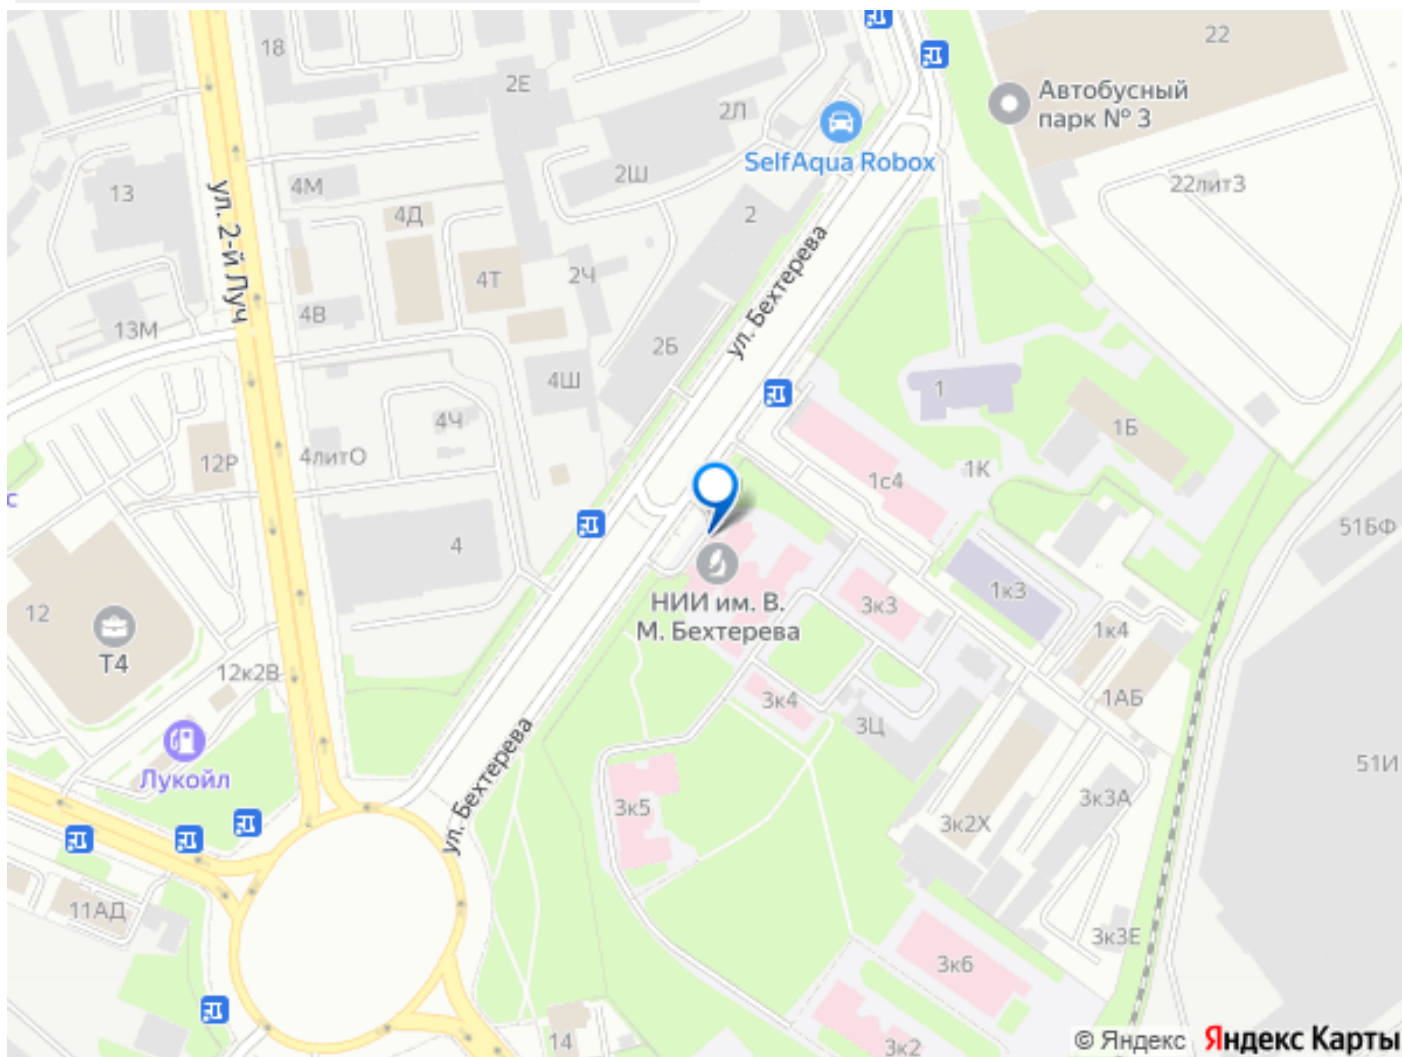 22
18
2Е
Автобусный
парк № 3
2Л
SelfAqua Robox
2Ш
22литЗ
13
4М
4Д
2
ул. 2-й Луч
ул. Бехтерева
4Т
2Ч
4В
13М
2Б
4Ш
1
4Ч
1Б
4литО
12Р
1К
1с4
с
51БФ
4
1к3
12
НИИ им. В.
М. Бехтерева
3к3
1к4
Т4
12к2В
3к4
1АБ
3Ц
ул. Бехтерева
Лукойл
51И
3к5
3к3А
3к2Х
11АД
3к3Е
3к6
14
3к2
© Яндекс Яндекс Карты